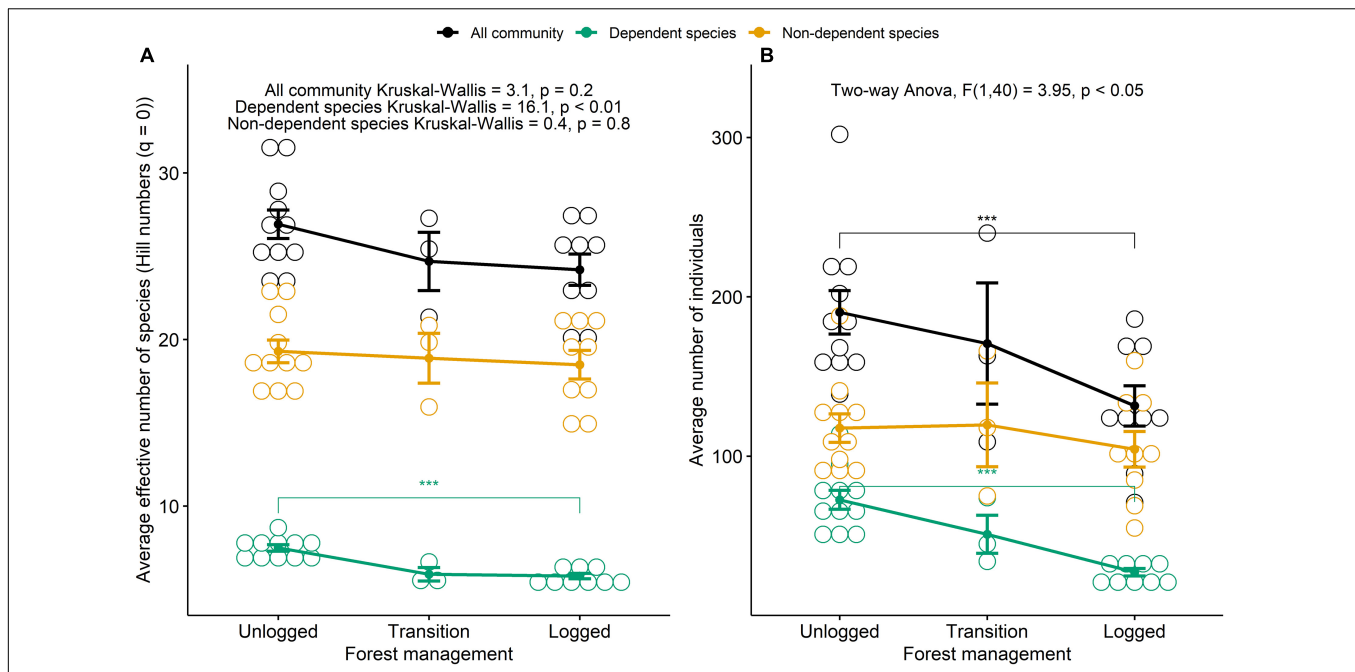 All community Dependent species Non-dependent species
A
All community Kruskal-Wallis = 3.1, p = 0.2
Dependent species Kruskal-Wallis = 16.1, p < 0.01
Non-dependent species Kruskal-Wallis = 0.4, p = 0.8
Average effective number of species (Hill numbers (q = 0))
30
20
10
***
Unlogged Transition Logged
Forest management
B
Two-way Anova, F(1,40) = 3.95, p < 0.05
Average number of individuals
300
200
100
***
***
Unlogged Transition Logged
Forest management